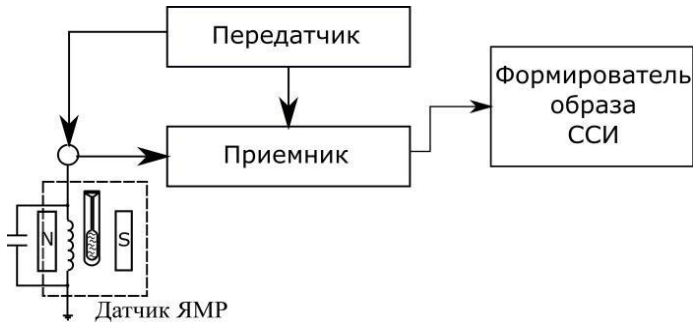 Передатчик
Формирователь
образа
ССИ
Приемник
N
S
Датчик ЯМР